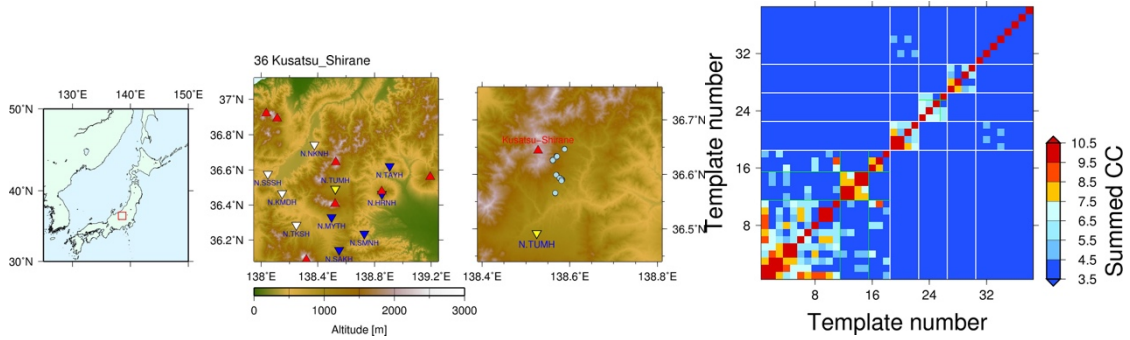 130˚E 140˚E 150˚E
50˚N
40˚N
30˚N
36 Kusatsu_Shirane
37˚N
36.8˚N
36.6˚N
36.4˚N
36.2˚N
N.NKNH
N.TAYH
N.SSSH
N.TUMH
N.KMDH
N.HRNH
N.TKSH
N.MYTH
N.SMNH
N.SAKH
138˚E 138.4˚E 138.8˚E 139.2˚E
0 1000 2000 3000
Altitude [m]
Kusatsu-Shirane
N.TUMH
36.7˚N
36.6˚N
36.5˚N
138.4˚E 138.6˚E 138.8˚E
Template number
32
24
16
8
8 16 24 32
Template number
10.5
9.5
8.5
7.5
6.5
5.5
4.5
3.5
Summed CC